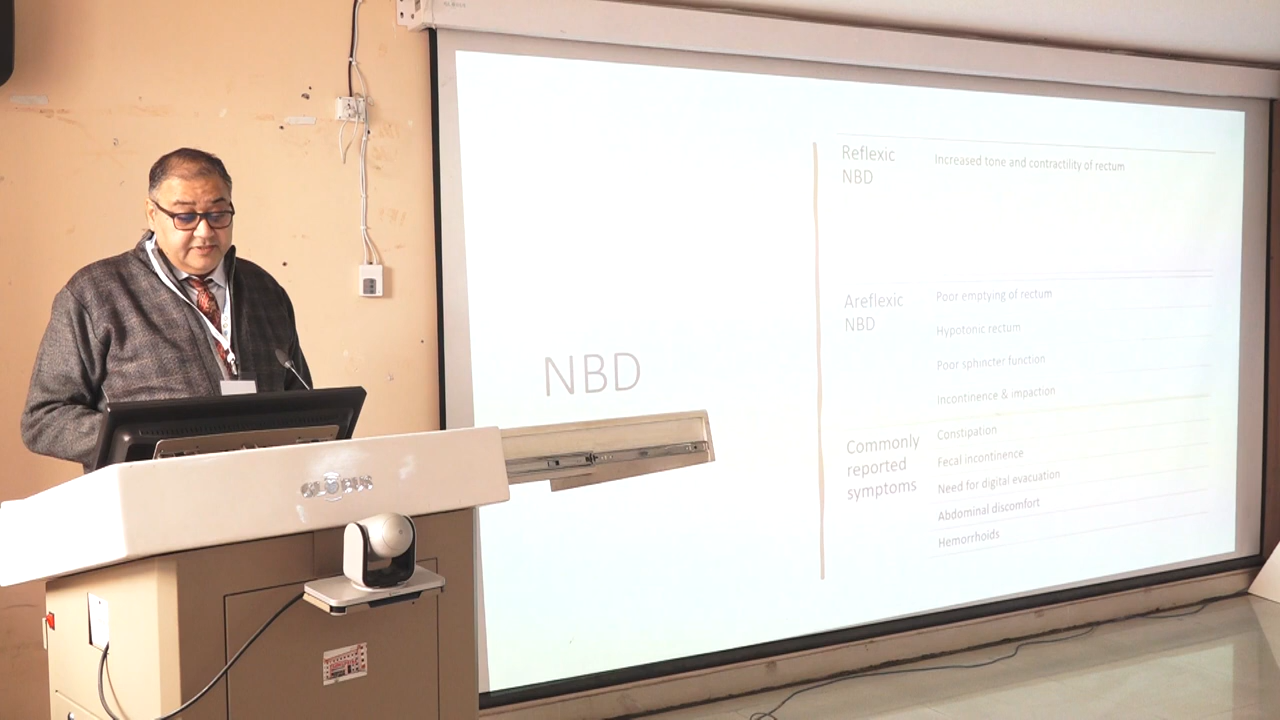 NBD
Reflexic
NBD
Increased tone and contractility of rectum
Areflexic
NBD
Poor emptying of rectum
Hypotonic rectum
Poor sphincter function
Incontinence & impaction
Commonly
reported
symptoms
Constipation
Fecal incontinence
Need for digital evacuation
Abdominal discomfort
Hemorrhoids